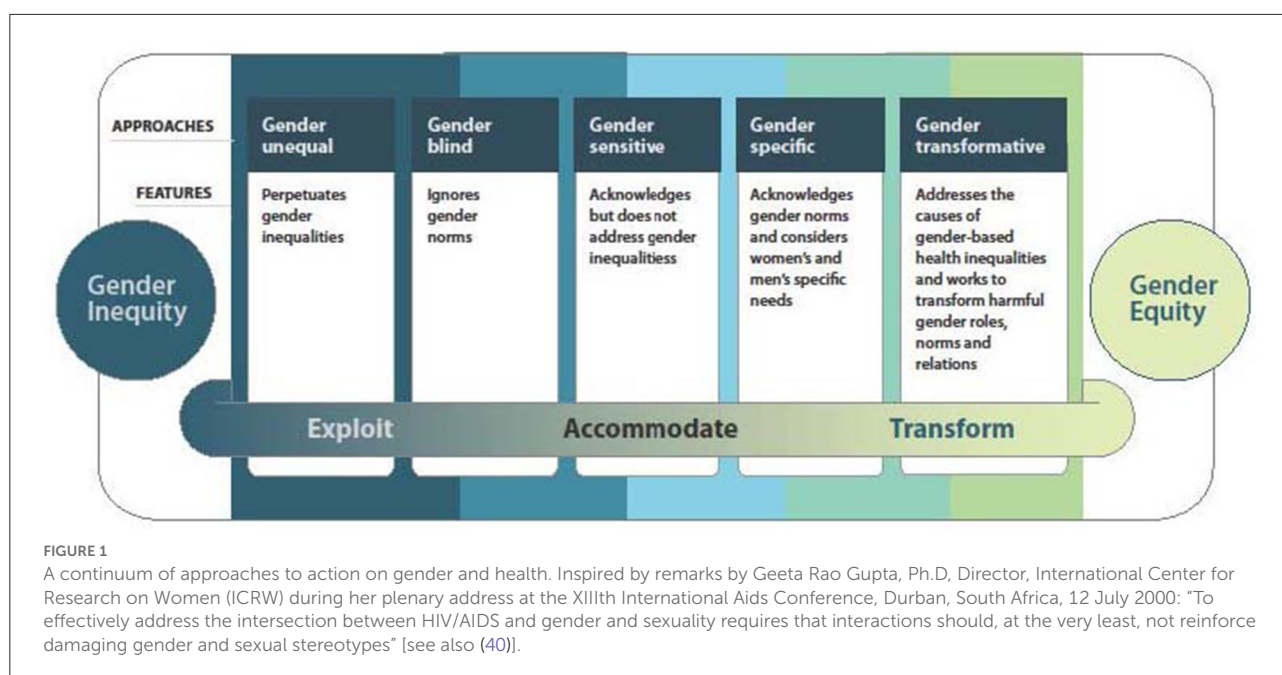 APPROACHES
Gender
unequal
Gender
blind
Gender
sensitive
Gender
specific
Gender
transformative
FEATURES
Perpetuates
gender
inequalities
Ignores
gender
norms
Acknowledges
but does not
address gender
inequalitiess
Acknowledges
gender norms
and considers
women's and
men's specific
needs
Addresses the
causes of
gender-based
health inequalities
and works to
transform harmful
gender roles,
norms and
relations
Gender
Inequity
Gender
Equity
Exploit
Accommodate
Transform
FIGURE 1
A continuum of approaches to action on gender and health. Inspired by remarks by Geeta Rao Gupta, Ph.D, Director, International Center for
Research on Women (ICRW) during her plenary address at the XIIIth International Aids Conference, Durban, South Africa, 12 July 2000: “To
effectively address the intersection between HIV/AIDS and gender and sexuality requires that interactions should, at the very least, not reinforce
damaging gender and sexual stereotypes” [see also (40)].